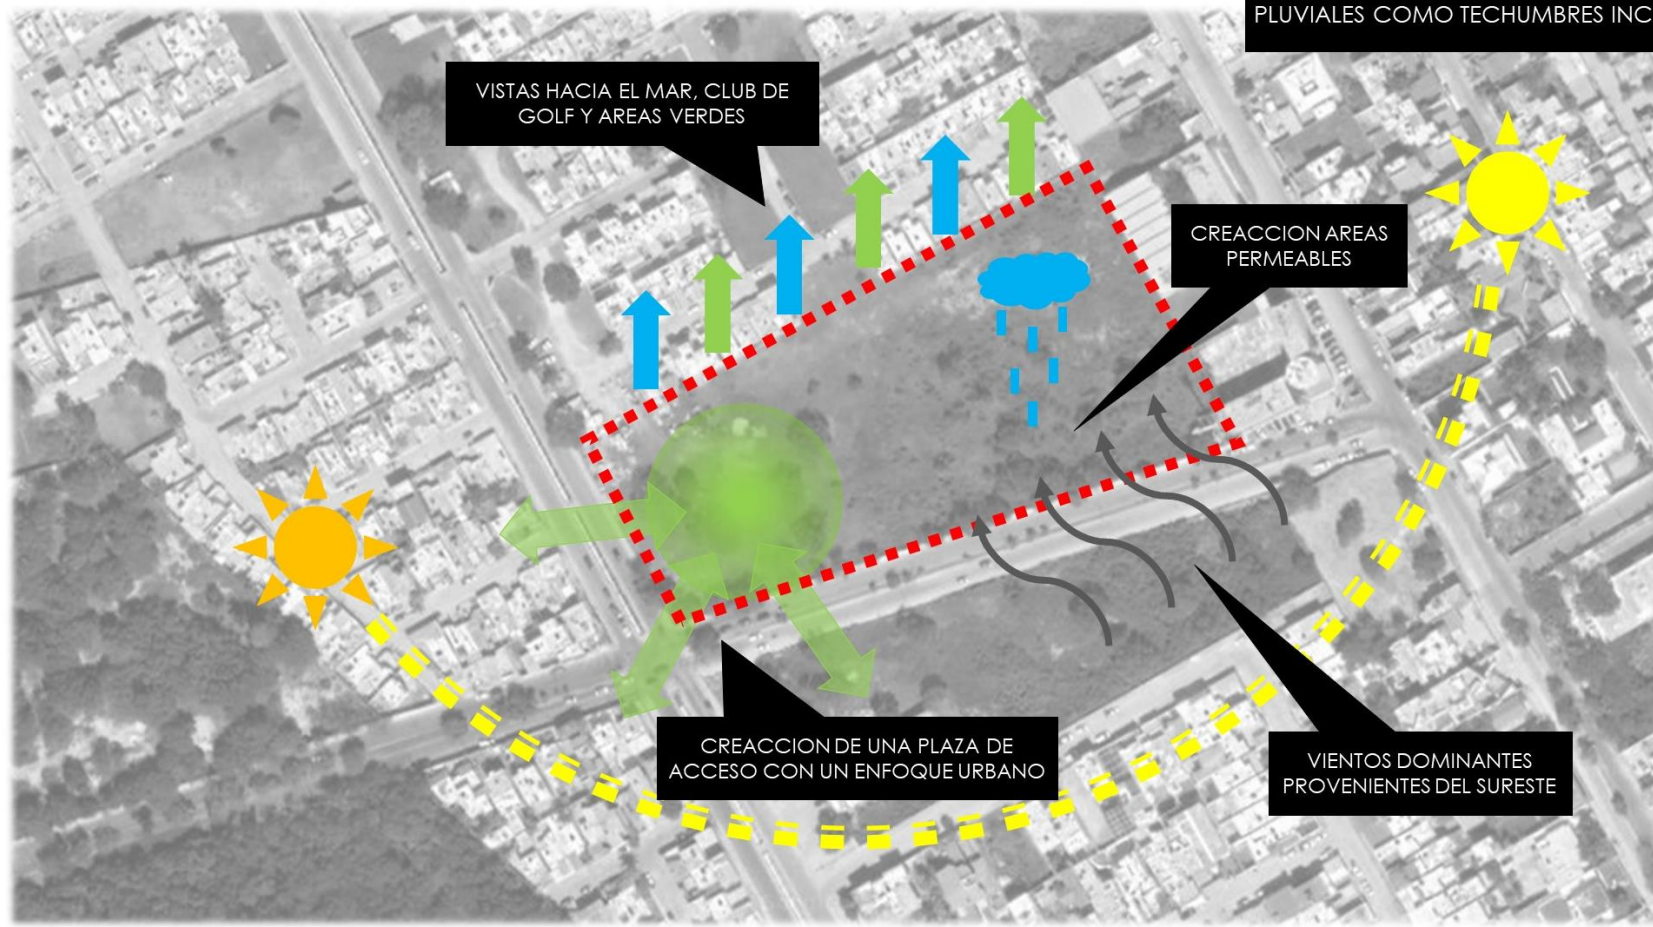 PLUVIALES COMO TECHUMBRES
VISTAS HACIA EL MAR, CLUB DE
GOLF Y AREAS VERDES
CREACCION AREAS
PERMEABLES
CREACCION DE UNA PLAZA DE
ACCESO CON UN ENFOQUE URBANO
VIENTOS DOMINANTES
PROVENIENTES DEL SURESTE